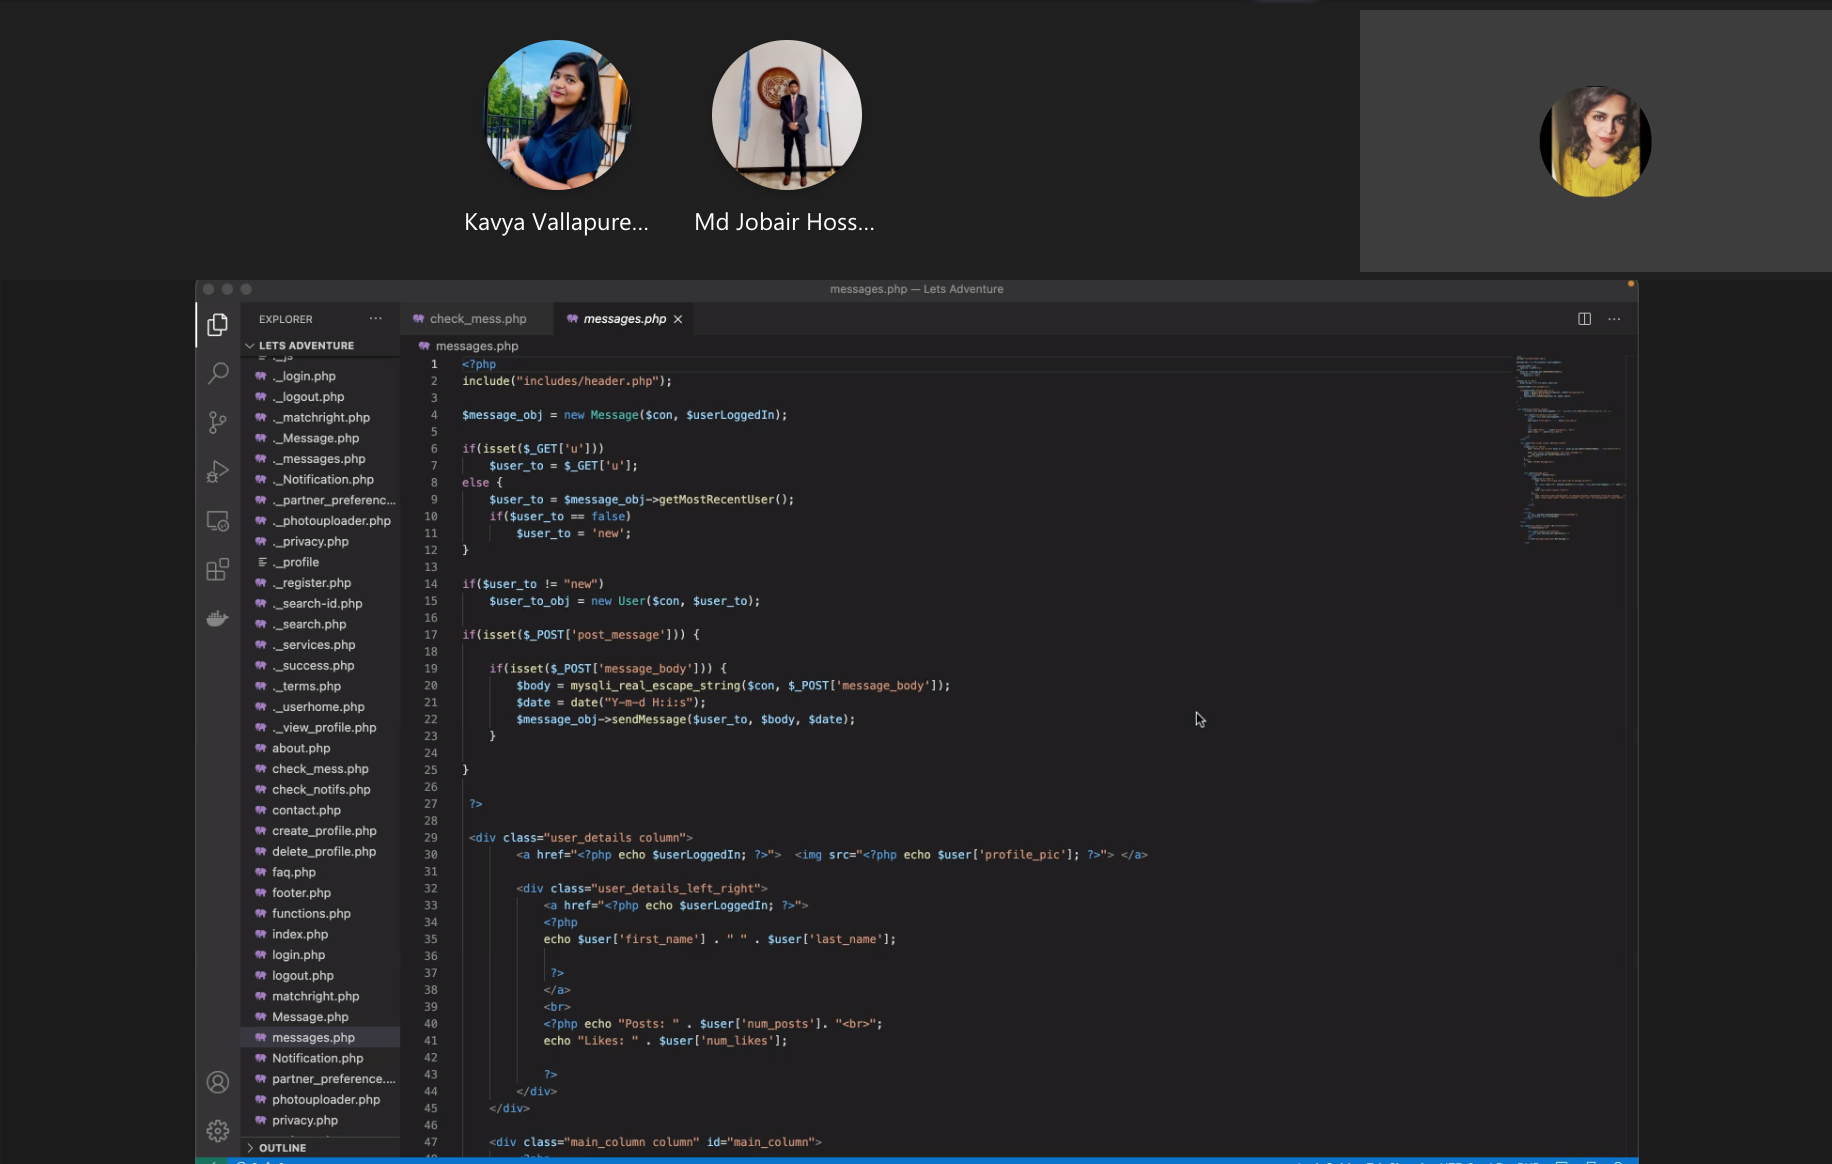 Kavya Vallapure...
Md Jobair Hoss...
messages.php — Lets Adventure
EXPLORER
check_mess.php
messages.php
LETS ADVENTURE
messages.php
._js
._login.php
._logout.php
._matchright.php
._Message.php
._messages.php
._Notification.php
._partner_preferenc...
._photouploader.php
._privacy.php
._profile
._register.php
._search-id.php
._search.php
._services.php
._success.php
._terms.php
._userhome.php
._view_profile.php
about.php
check_mess.php
check_notifs.php
contact.php
create_profile.php
delete_profile.php
faq.php
footer.php
functions.php
index.php
login.php
logout.php
matchright.php
Message.php
messages.php
Notification.php
partner_preference....
photouploader.php
privacy.php
OUTLINE
1 <?php
2 include("includes/header.php");
3
4 $message_obj = new Message($con, $userLoggedIn);
5
6 if(isset($_GET['u']))
7 $user_to = $_GET['u'];
8 else {
9 $user_to = $message_obj->getMostRecentUser();
10 if($user_to == false)
11 $user_to = 'new';
12 }
13
14 if($user_to != "new")
15 $user_to_obj = new User($con, $user_to);
16
17 if(isset($_POST['post_message'])) {
18
19 if(isset($_POST['message_body'])) {
20 $body = mysqli_real_escape_string($con, $_POST['message_body']);
21 $date = date("Y-m-d H:i:s");
22 $message_obj->sendMessage($user_to, $body, $date);
23 }
24
25 }
26
27 ?>
28
29 <div class="user_details column">
30 <a href="<?php echo $userLoggedIn; ?>"> <img src="<?php echo $user['profile_pic']; ?>"> </a>
31
32 <div class="user_details_left_right">
33 <a href="<?php echo $userLoggedIn; ?>">
34 <?php
35 echo $user['first_name'] . " " . $user['last_name'];
36
37 ?>
38 </a>
39 <br>
40 <?php echo "Posts: " . $user['num_posts']. "<br>";
41 echo "Likes: " . $user['num_likes'];
42
43 ?>
44 </div>
45 </div>
46
47 <div class="main_column column" id="main_column">